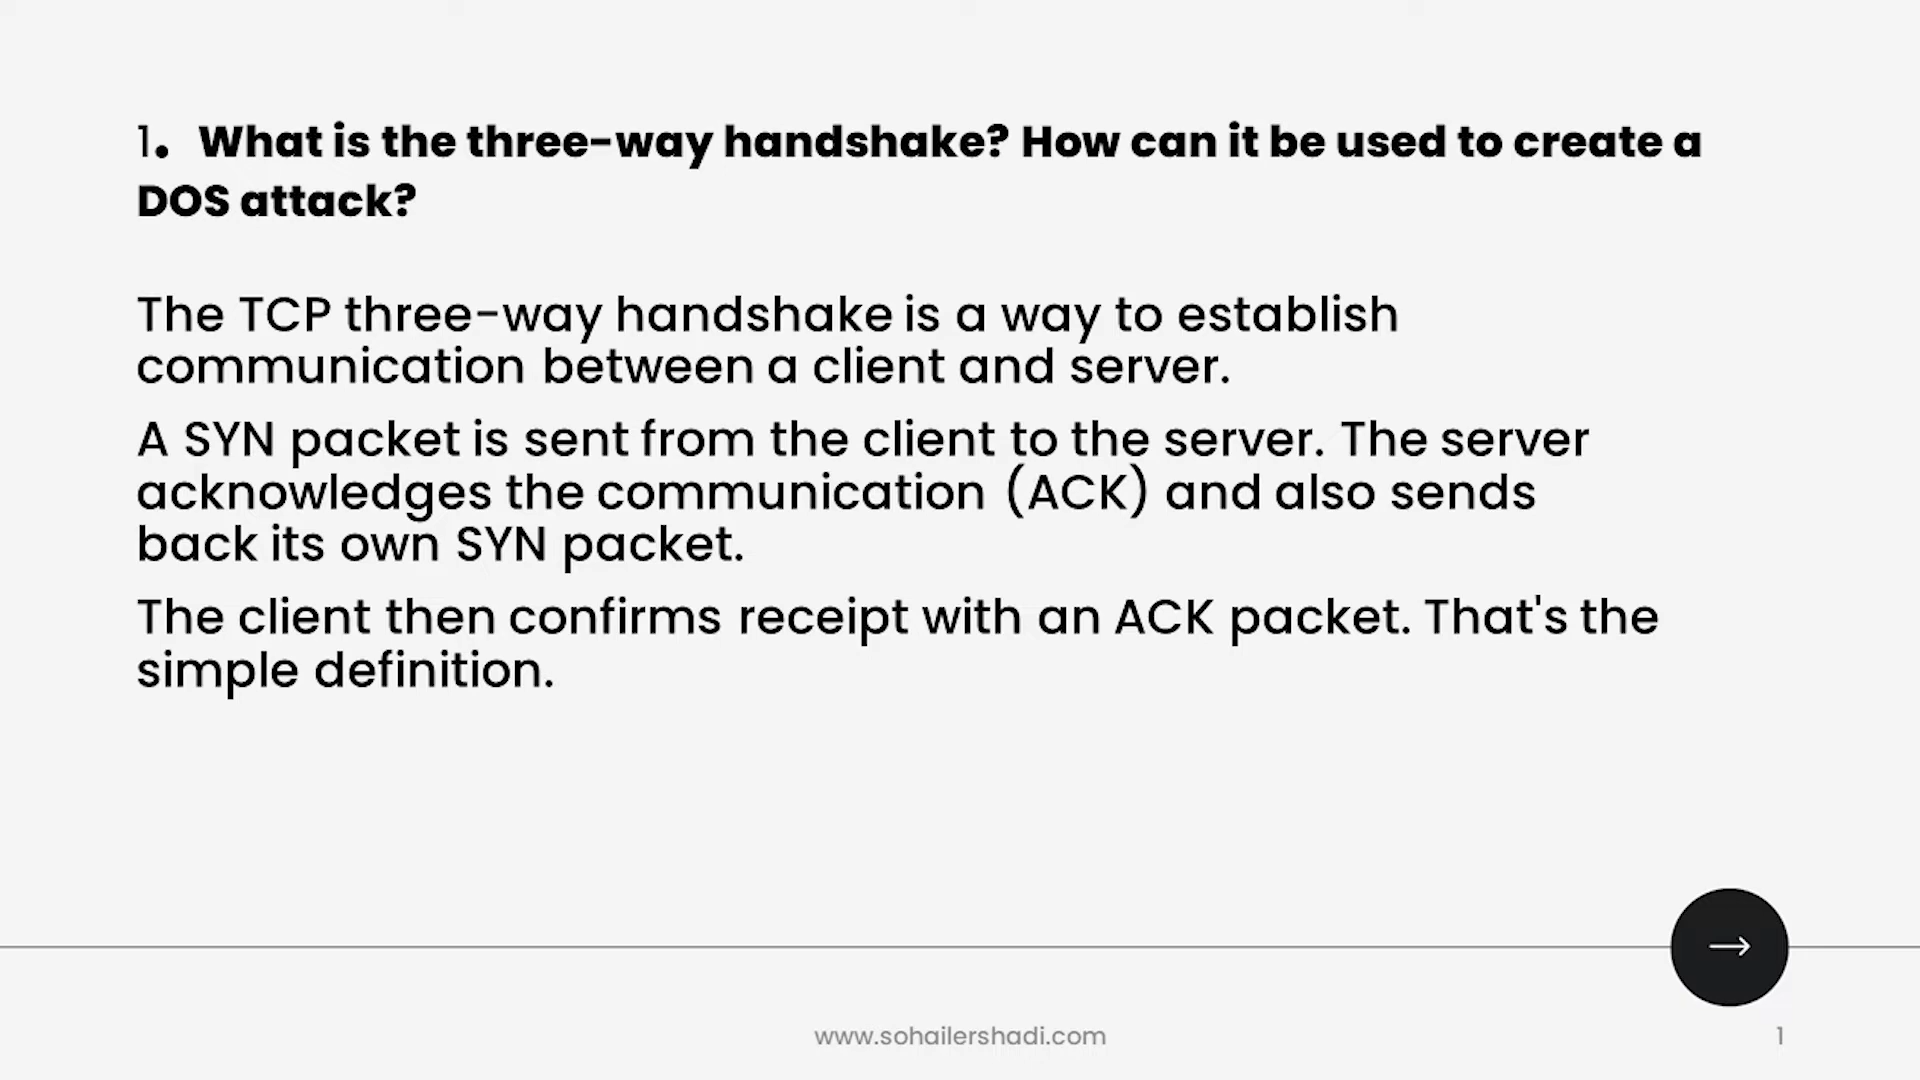 1. What is the three-way handshake? How can it be used to create a
DOS attack?
The TCP three-way handshake is a way to establish
communication between a client and server.
A SYN packet is sent from the client to the server. The server
acknowledges the communication (ACK) and also sends
back its own SYN packet.
The client then confirms receipt with an ACK packet. That's the
simple definition.
www.sohailershadi.com
1